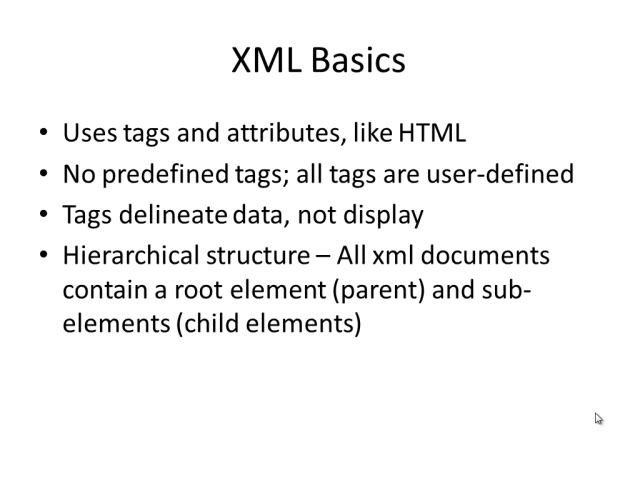 XML Basics
• Uses tags and attributes, like HTML
• No predefined tags; all tags are user-defined
• Tags delineate data, not display
• Hierarchical structure – All xml documents
contain a root element (parent) and sub-
elements (child elements)